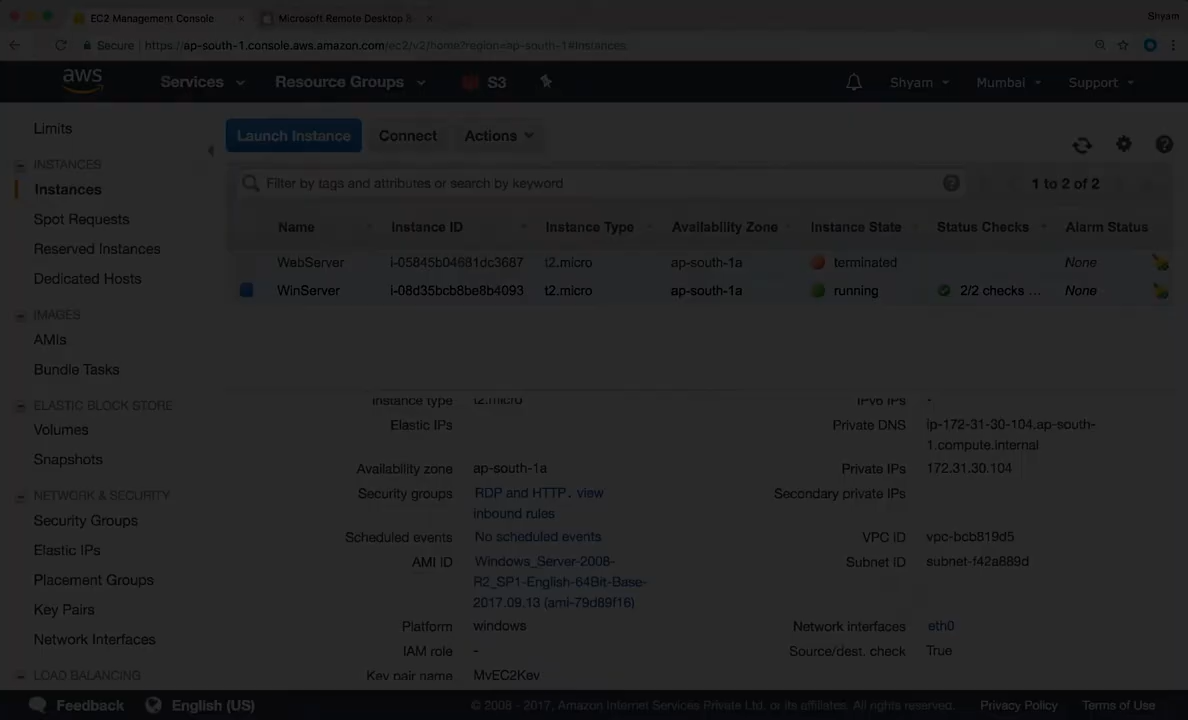 EC2 Management Console
Microsoft Remote Desktop
Shyam
Secure | https://ap-south-1.console.aws.amazon.com/ec2/v2/home?region=ap-south-1#Instances:
aws Services Resource Groups S3 Shyam Mumbai Support
Limits
INSTANCES
Instances
Spot Requests
Reserved Instances
Dedicated Hosts
IMAGES
AMIs
Bundle Tasks
ELASTIC BLOCK STORE
Volumes
Snapshots
NETWORK & SECURITY
Security Groups
Elastic IPs
Placement Groups
Key Pairs
Network Interfaces
LOAD BALANCING
Launch Instance Connect Actions
Filter by tags and attributes or search by keyword 1 to 2 of 2
Name Instance ID Instance Type Availability Zone Instance State Status Checks Alarm Status
WebServer i-05845b04681dc3687 t2.micro ap-south-1a terminated None
WinServer i-08d35bcb8be8b4093 t2.micro ap-south-1a running 2/2 checks ... None
Instance type t2.micro
Elastic IPs
Availability zone ap-south-1a
Security groups RDP and HTTP. view
inbound rules
Scheduled events No scheduled events
AMI ID Windows_Server-2008-
R2_SP1-English-64Bit-Base-
2017.09.13 (ami-79d89f16)
Platform windows
IAM role -
Key pair name MyEC2Key
IPv6 IPs -
Private DNS ip-172-31-30-104.ap-south-
1.compute.internal
Private IPs 172.31.30.104
Secondary private IPs
VPC ID vpc-bcb819d5
Subnet ID subnet-f42a889d
Network interfaces eth0
Source/dest. check True
Feedback English (US) © 2008 - 2017, Amazon Internet Services Private Ltd. or its affiliates. All rights reserved. Privacy Policy Terms of Use